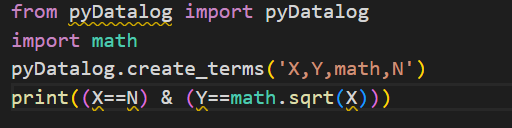 from pyDatalog import pyDatalog
import math
pyDatalog.create_terms('X,Y,math,N')
print((X==N) & (Y==math.sqrt(X)))